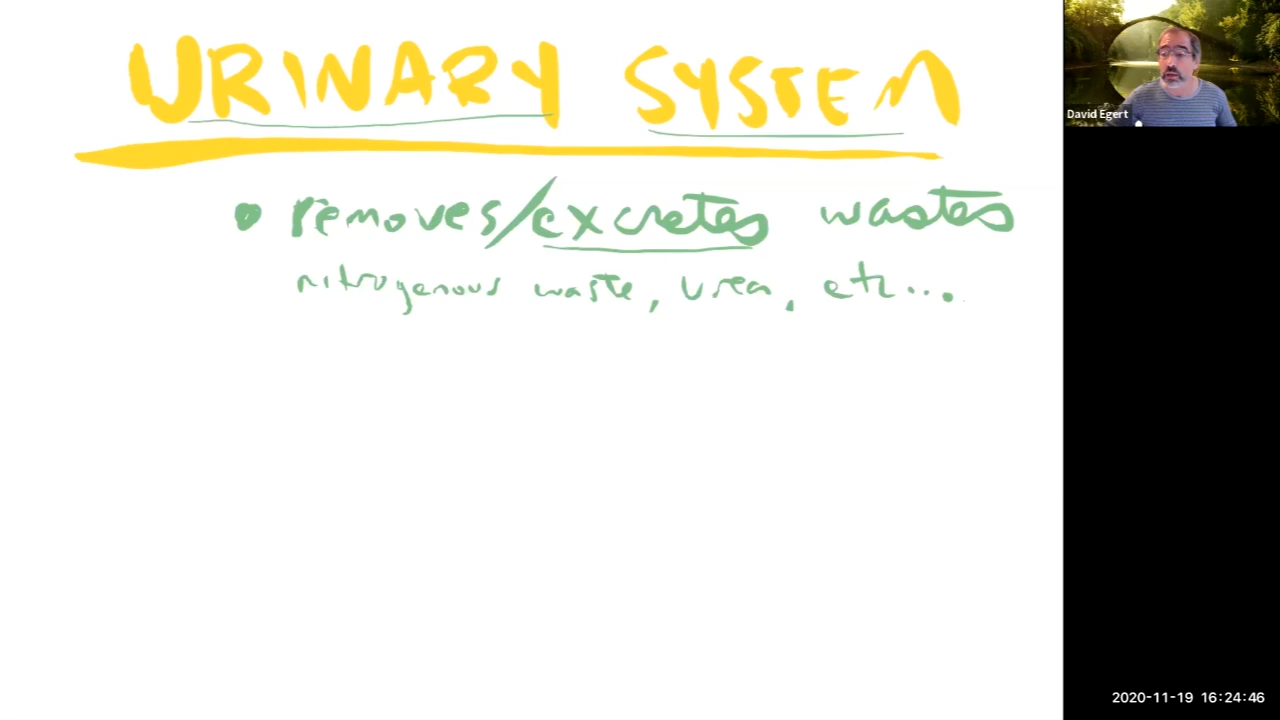 URINARY SYSTEM
• removes/excretes wastes
nitrogenous waste, urea, etc...
David Egert
2020-11-19 16:24:46